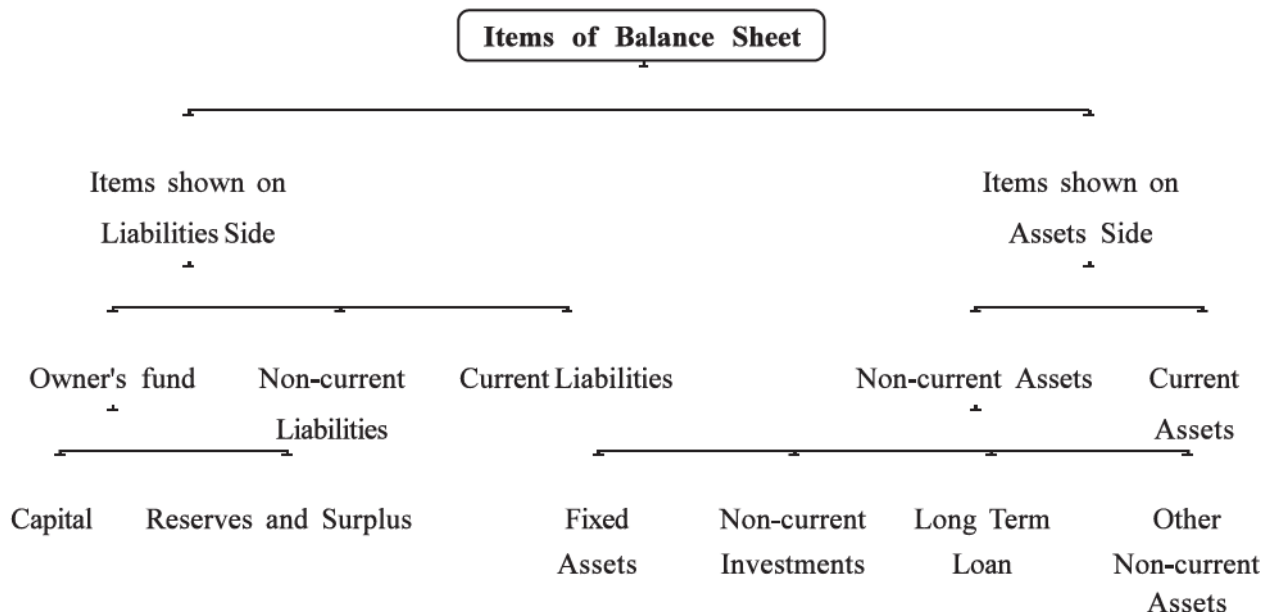 Items of Balance Sheet
Items shown on
Liabilities Side
Items shown on
Assets Side
Owner's fund
Non-current
Liabilities
Current Liabilities
Non-current Assets
Current
Assets
Capital
Reserves and Surplus
Fixed
Assets
Non-current
Investments
Long Term
Loan
Other
Non-current
Assets